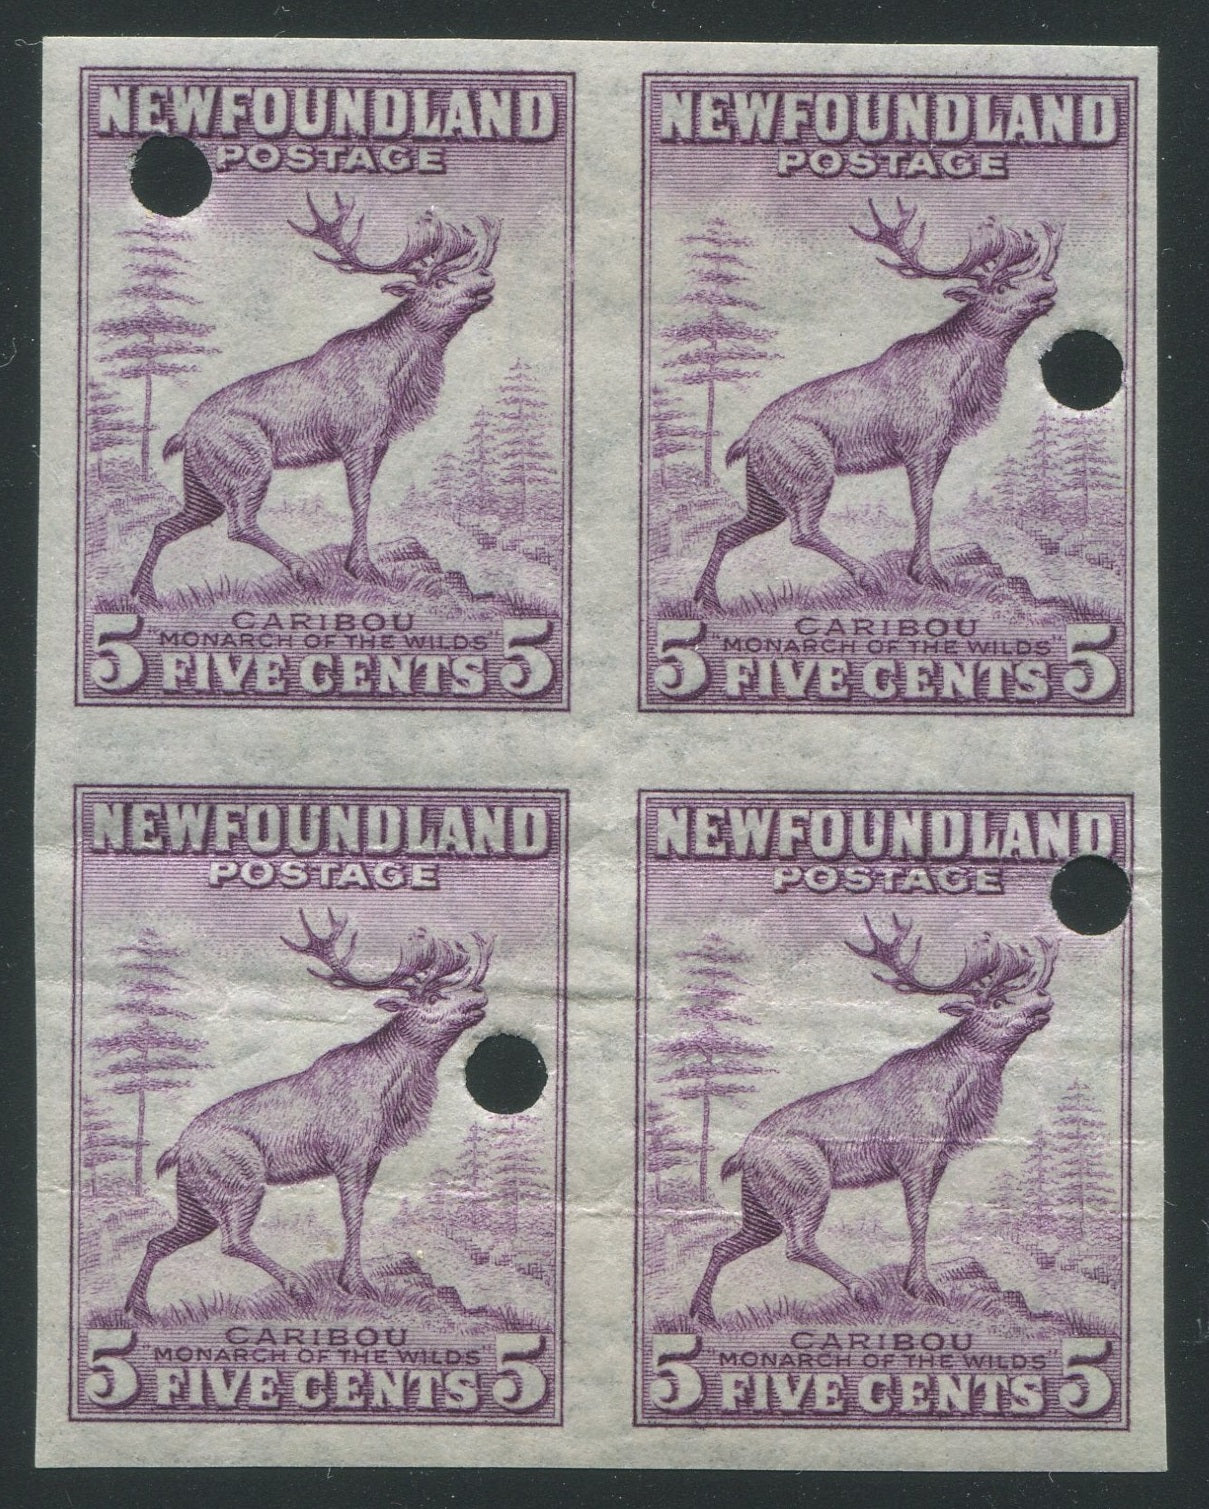 NEWFOUNDLAND
POSTAGE
CARIBOU
"MONARCH OF THE WILDS"
5 FIVE CENTS 5
NEWFOUNDLAND
POSTAGE
CARIBOU
"MONARCH OF THE WILDS"
5 FIVE CENTS 5
NEWFOUNDLAND
POSTAGE
CARIBOU
"MONARCH OF THE WILDS"
5 FIVE CENTS 5
NEWFOUNDLAND
POSTAGE
CARIBOU
"MONARCH OF THE WILDS"
5 FIVE CENTS 5